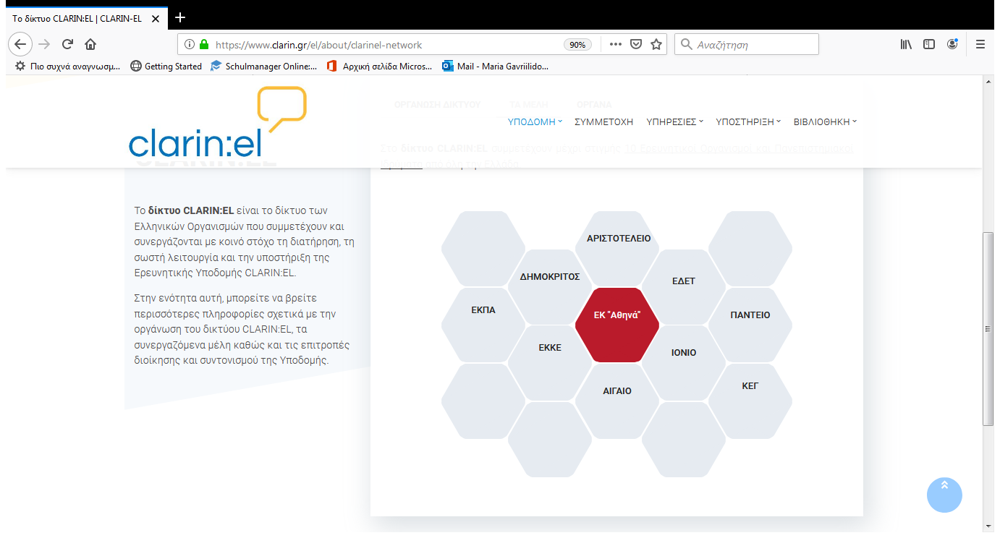 Το δίκτυο CLARIN:EL | CLARIN-EL
https://www.clarin.gr/el/about/clarinel-network
90%
Αναζήτηση
Πιο συχνά αναγνωσμ...
Getting Started
Schulmanager Online:...
Αρχική σελίδα Micros...
Mail - Maria Gavriilido...
clarin:el
ΟΡΓΑΝΩΣΗ ΔΙΚΤΥΟΥ ΤΑ ΜΕΛΗ ΟΡΓΑΝΑ
ΥΠΟΔΟΜΗ ΣΥΜΜΕΤΟΧΗ ΥΠΗΡΕΣΙΕΣ ΥΠΟΣΤΗΡΙΞΗ ΒΙΒΛΙΟΘΗΚΗ
Στο δίκτυο CLARIN:EL συμμετέχουν μέχρι στιγμής 10 Ερευνητικοί Οργανισμοί και Πανεπιστημιακοί
CLARIN:EL
Το δίκτυο CLARIN:EL είναι το δίκτυο των
Ελληνικών Οργανισμών που συμμετέχουν και
συνεργάζονται με κοινό στόχο τη διατήρηση, τη
σωστή λειτουργία και την υποστήριξη της
Ερευνητικής Υποδομής CLARIN:EL.
Στην ενότητα αυτή, μπορείτε να βρείτε
περισσότερες πληροφορίες σχετικά με την
οργάνωση του δικτύου CLARIN:EL, τα
συνεργαζόμενα μέλη καθώς και τις επιτροπές
διοίκησης και συντονισμού της Υποδομής.
ΑΡΙΣΤΟΤΕΛΕΙΟ
ΔΗΜΟΚΡΙΤΟΣ
ΕΔΕΤ
ΕΚΠΑ
ΕΚ "Αθηνά"
ΠΑΝΤΕΙΟ
ΕΚΚΕ
ΙΟΝΙΟ
ΑΙΓΑΙΟ
ΚΕΓ